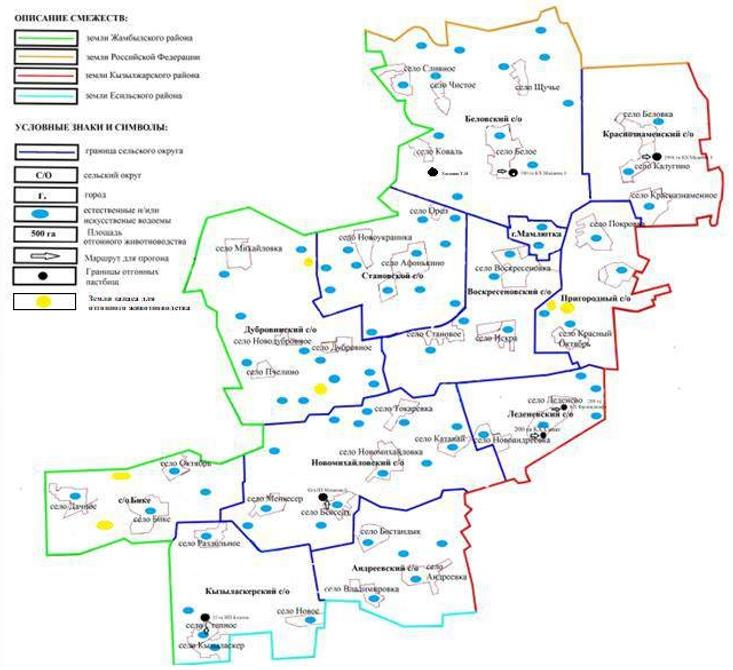 ОПИСАНИЕ СМЕЖЕСТВ:
земли Жамбылского района
земли Российской Федерации
земли Кызылжарского района
земли Есильского района
УСЛОВНЫЕ ЗНАКИ И СИМВОЛЫ:
граница сельского округа
С/О
сельский округ
г.
город
естественные и/или
искусственные водоемы
500 га
Площадь
отгонного животноводства
Маршрут для прогона
Границы отгонных
пастбищ
Земли запаса для
отгонного животноводства
село Сливное
село Чистое
село Щучье
Беловский с/о
село Коваль
село Белое
село Беловка
Краснознаменский с/о
село Калугино
село Краснознаменное
село Орел
г.Мамлютка
село Покровка
село Михайловка
село Новоукраинка
село Афонькино
Становской с/о
село Воскресеновка
Воскресеновский с/о
Пригородный с/о
село Красный
Октябрь
Дубровинский с/о
село Новодубровное
село Дубровное
село Становое
село Искра
село Пчелино
село Токаревка
село Леденево
Леденевский с/о
село Новоандреевка
село Катанай
село Новомихайловка
Новомихайловский с/о
село Октябрь
с/о Бике
село Дачное
село Бике
село Менкесер
село Бексеит
село Раздольное
село Бостандык
Андреевский с/о
село
Андреевка
село Владимировка
Кызыласкерский с/о
село Новое
село Степное
село Кызыласкер